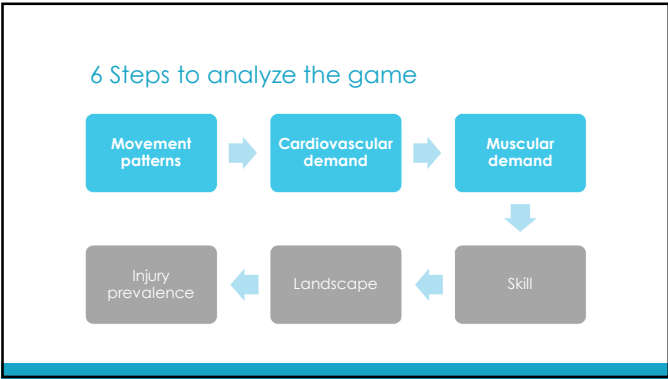 6 Steps to analyze the game
Movement
patterns
Cardiovascular
demand
Muscular
demand
Skill
Landscape
Injury
prevalence